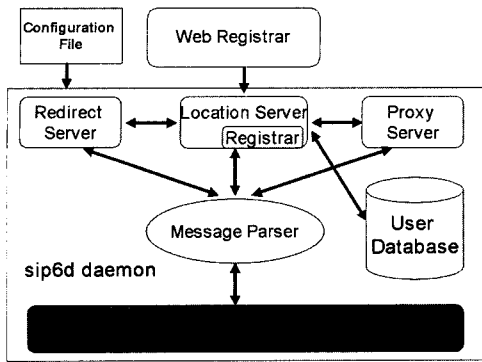 Configuration
File
Web Registrar
Redirect
Server
Location Server
Registrar
Proxy
Server
Message Parser
User
Database
sip6d daemon